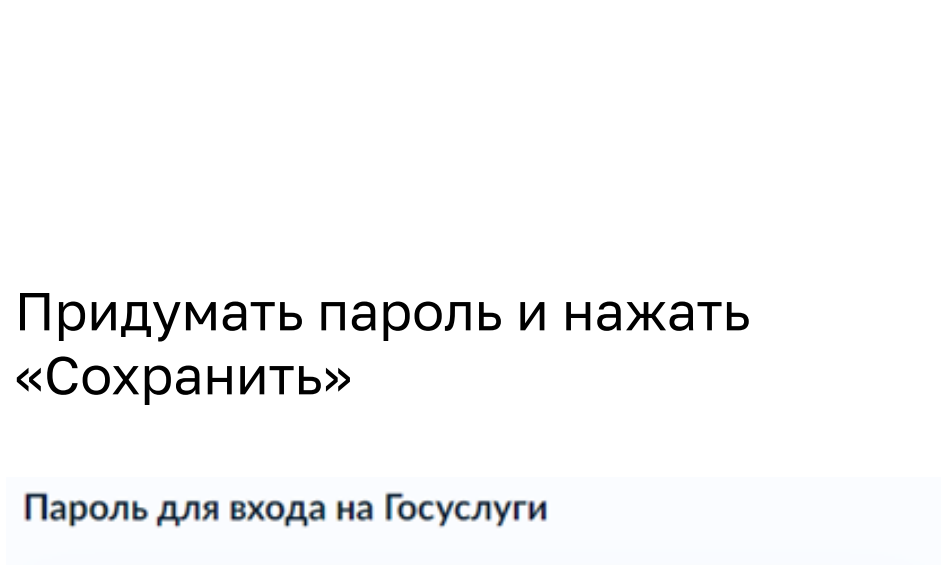 Придумать пароль и нажать
«Сохранить»
Пароль для входа на Госуслуги